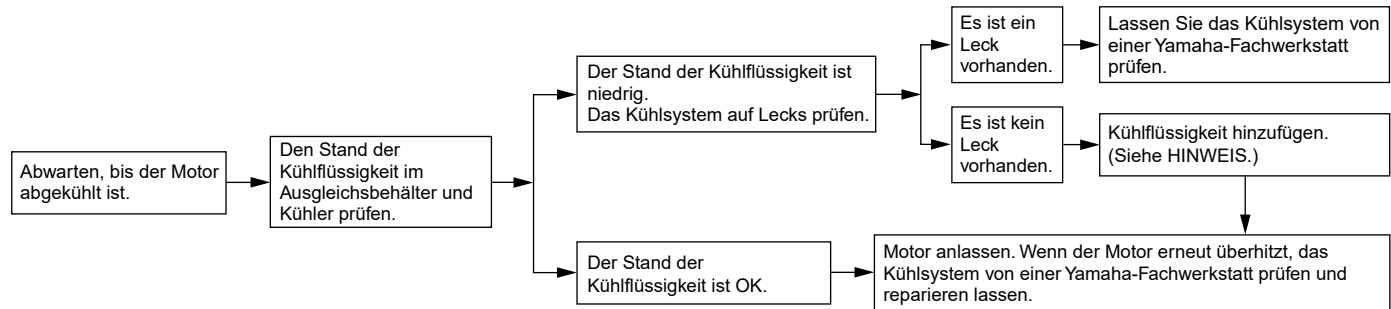 Abwarten, bis der Motor
abgekühlt ist.
Den Stand der
Kühlflüssigkeit im
Ausgleichsbehälter und
Kühler prüfen.
Der Stand der Kühlflüssigkeit ist
niedrig.
Das Kühlsystem auf Lecks prüfen.
Es ist ein
Leck
vorhanden.
Lassen Sie das Kühlsystem von
einer Yamaha-Fachwerkstatt
prüfen.
Es ist kein
Leck
vorhanden.
Kühlflüssigkeit hinzufügen.
(Siehe HINWEIS.)
Der Stand der
Kühlflüssigkeit ist OK.
Motor anlassen. Wenn der Motor erneut überhitzt, das
Kühlsystem von einer Yamaha-Fachwerkstatt prüfen und
reparieren lassen.